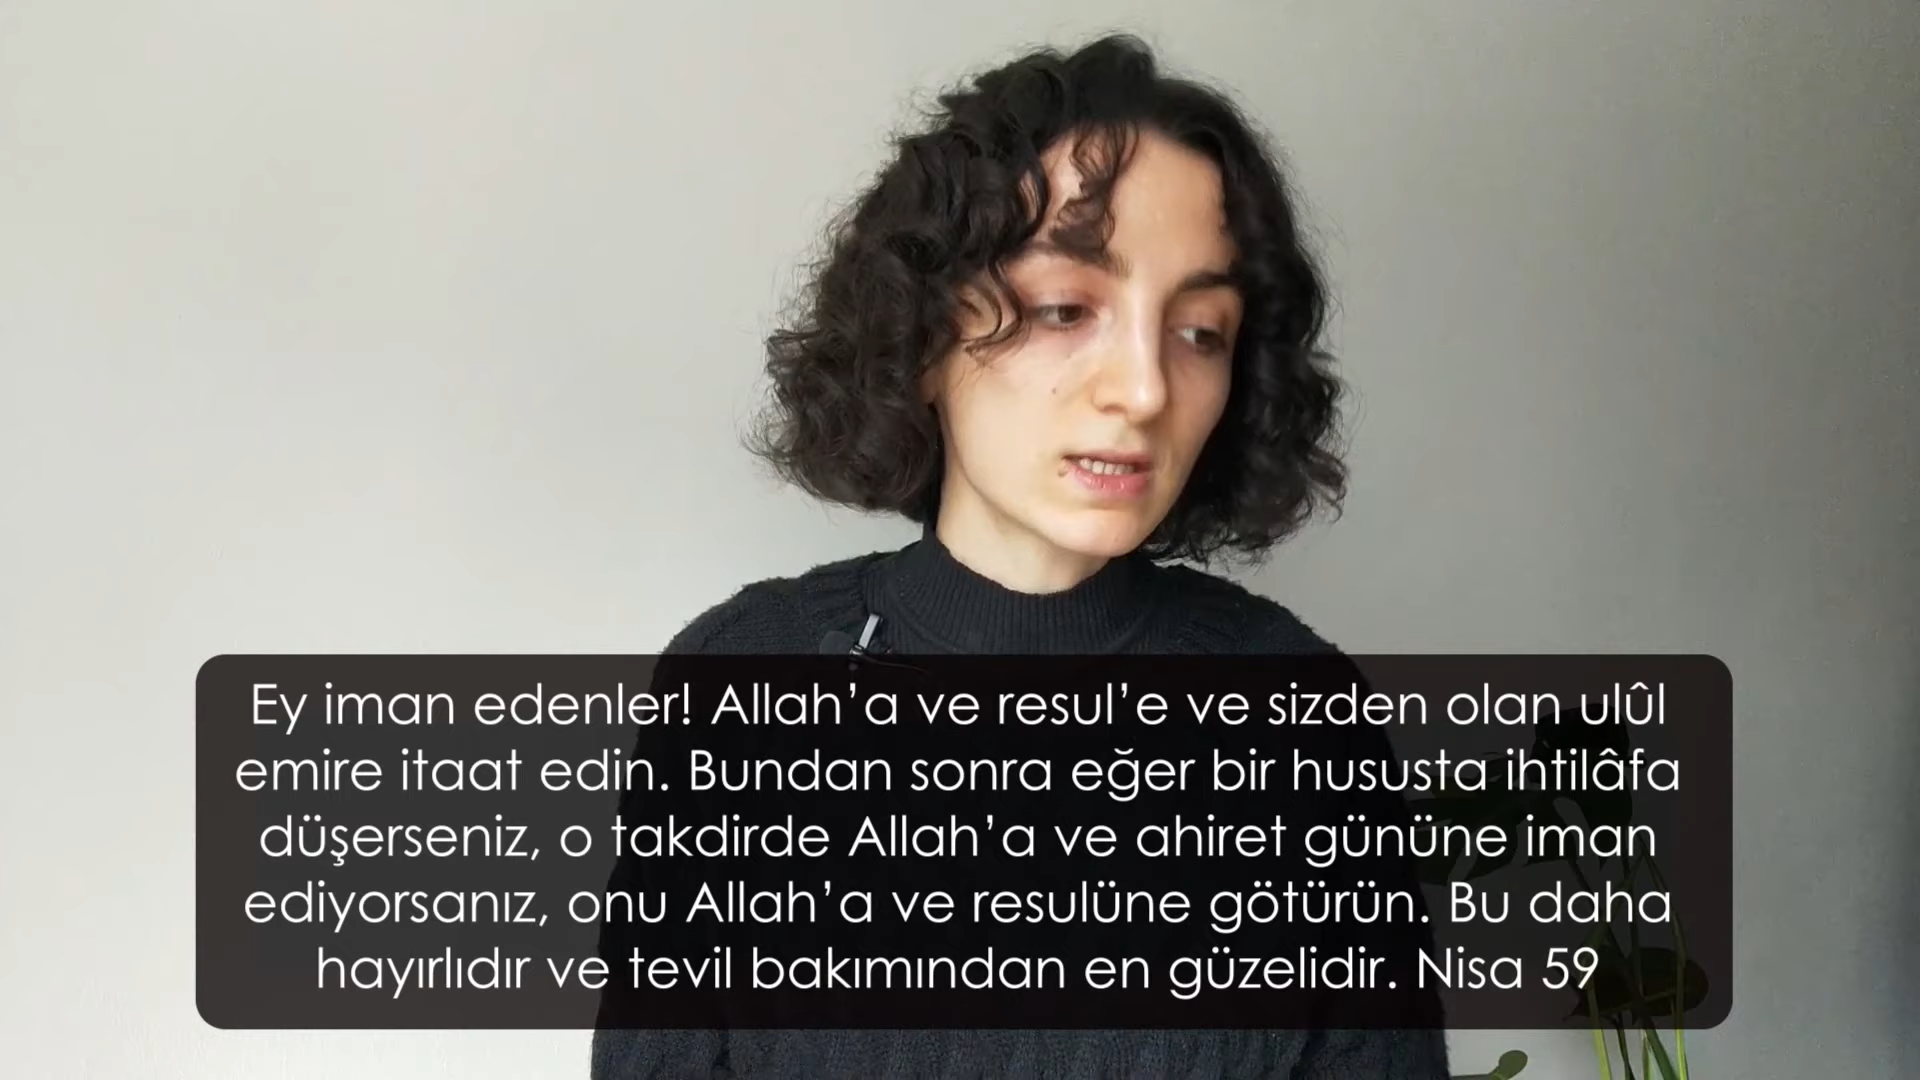 Ey iman edenler! Allah’a ve resul’e ve sizden olan ulûl
emire itaat edin. Bundan sonra eğer bir hususta ihtilâfa
düşerseniz, o takdirde Allah’a ve ahiret gününe iman
ediyorsanız, onu Allah’a ve resulüne götürün. Bu daha
hayırlıdır ve tevil bakımından en güzelidir. Nisa 59